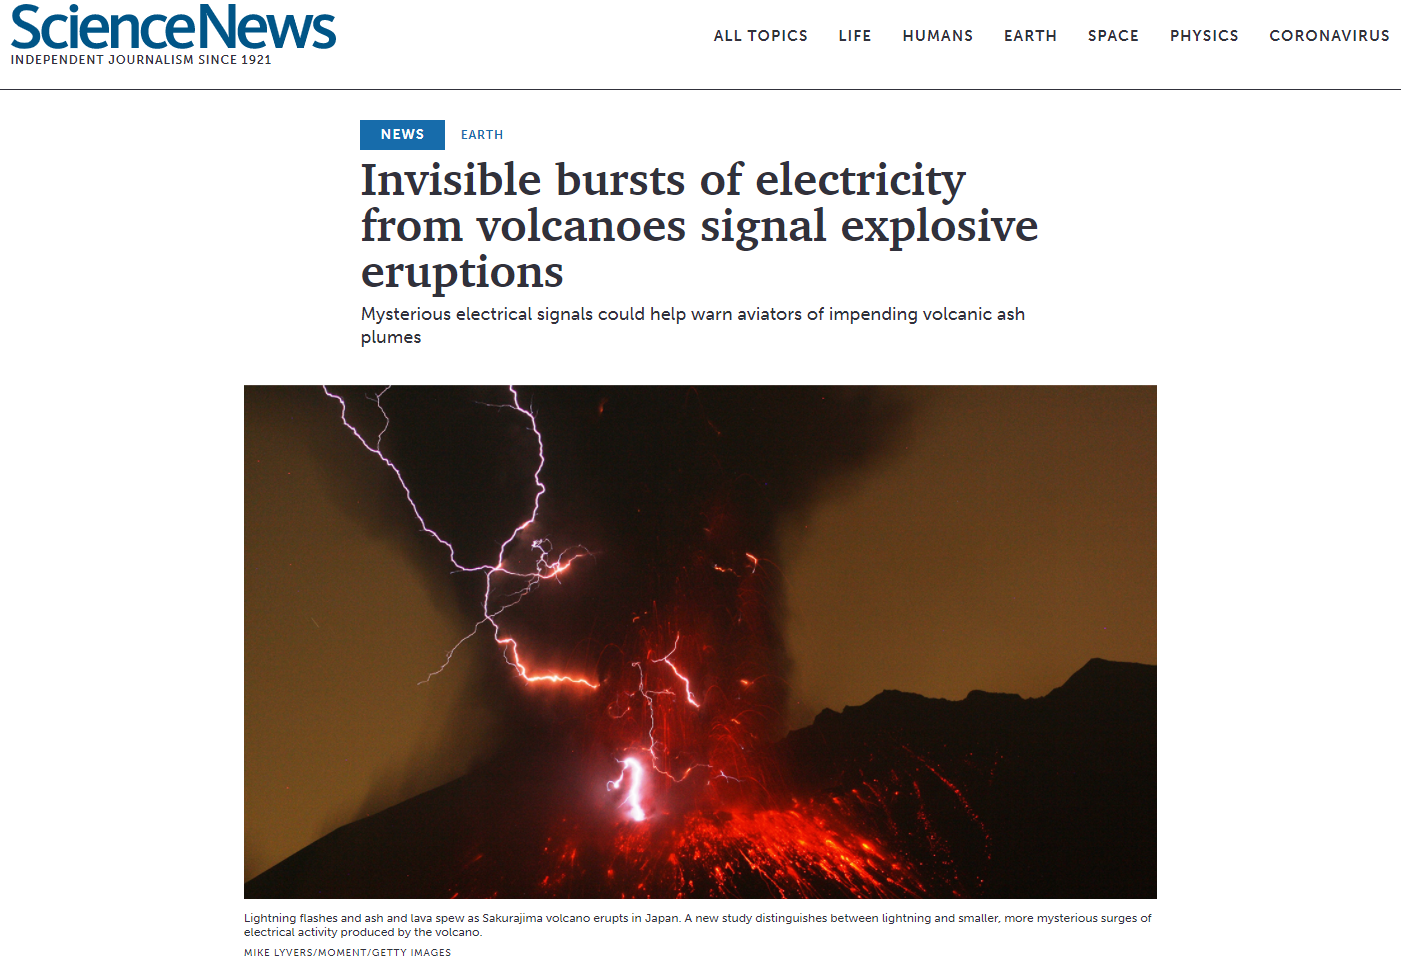 ScienceNews
INDEPENDENT JOURNALISM SINCE 1921
ALL TOPICS LIFE HUMANS EARTH SPACE PHYSICS CORONAVIRUS
NEWS EARTH
Invisible bursts of electricity
from volcanoes signal explosive
eruptions
Mysterious electrical signals could help warn aviators of impending volcanic ash
plumes
Lightning flashes and ash and lava spew as Sakurajima volcano erupts in Japan. A new study distinguishes between lightning and smaller, more mysterious surges of
electrical activity produced by the volcano.
MIKE LYVERS/MOMENT/GETTY IMAGES